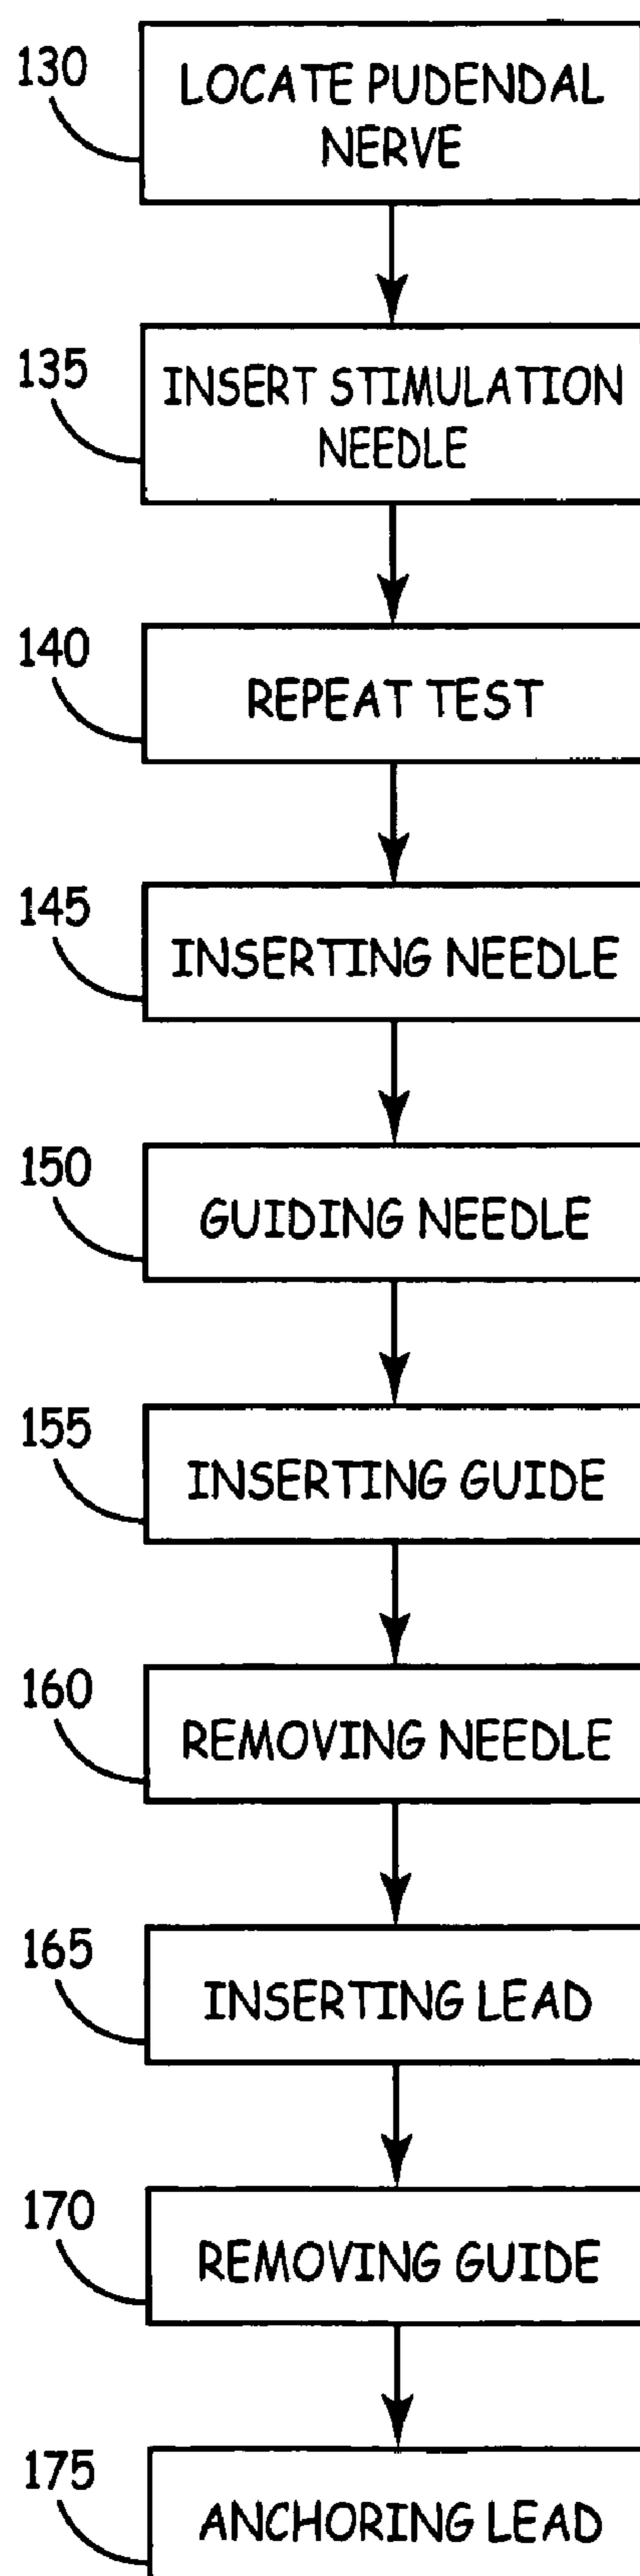 130
LOCATE PUDENDAL
NERVE
135
INSERT STIMULATION
NEEDLE
140
REPEAT TEST
145
INSERTING NEEDLE
150
GUIDING NEEDLE
155
INSERTING GUIDE
160
REMOVING NEEDLE
165
INSERTING LEAD
170
REMOVING GUIDE
175
ANCHORING LEAD